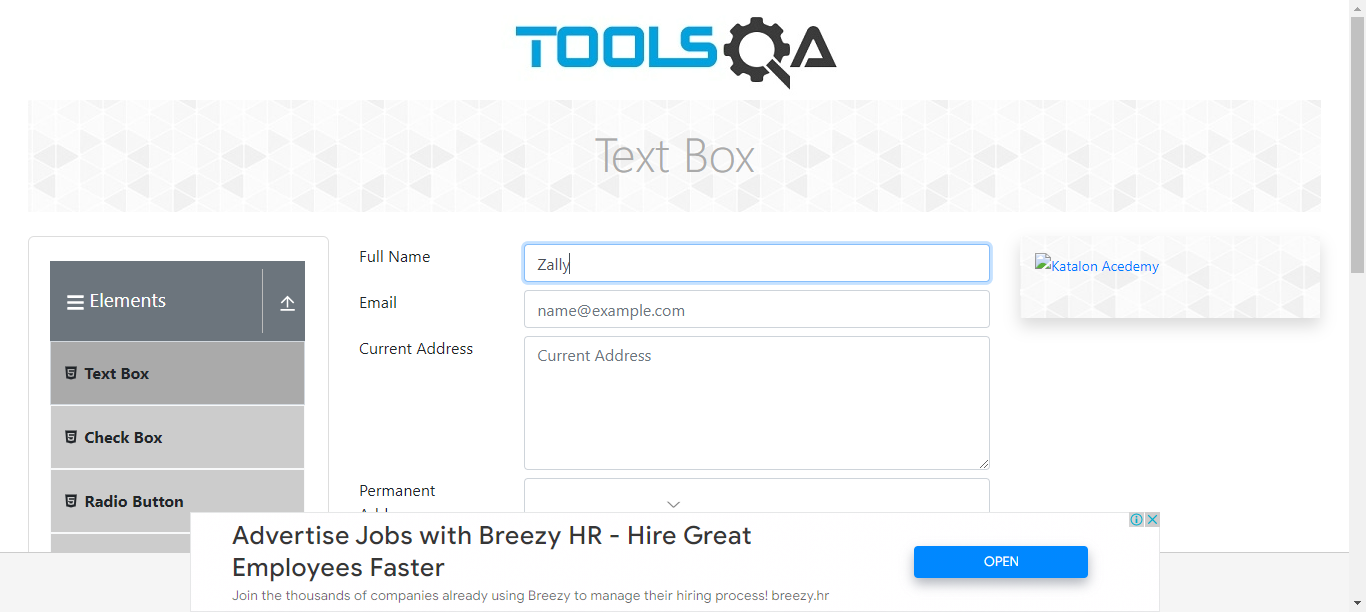 TOOLSQA
Text Box
Elements
Text Box
Check Box
Radio Button
Full Name
Zally
Email
name@example.com
Current Address
Current Address
Permanent
Katalon Acedemy
Advertise Jobs with Breezy HR - Hire Great
Employees Faster
Join the thousands of companies already using Breezy to manage their hiring process! breezy.hr
OPEN